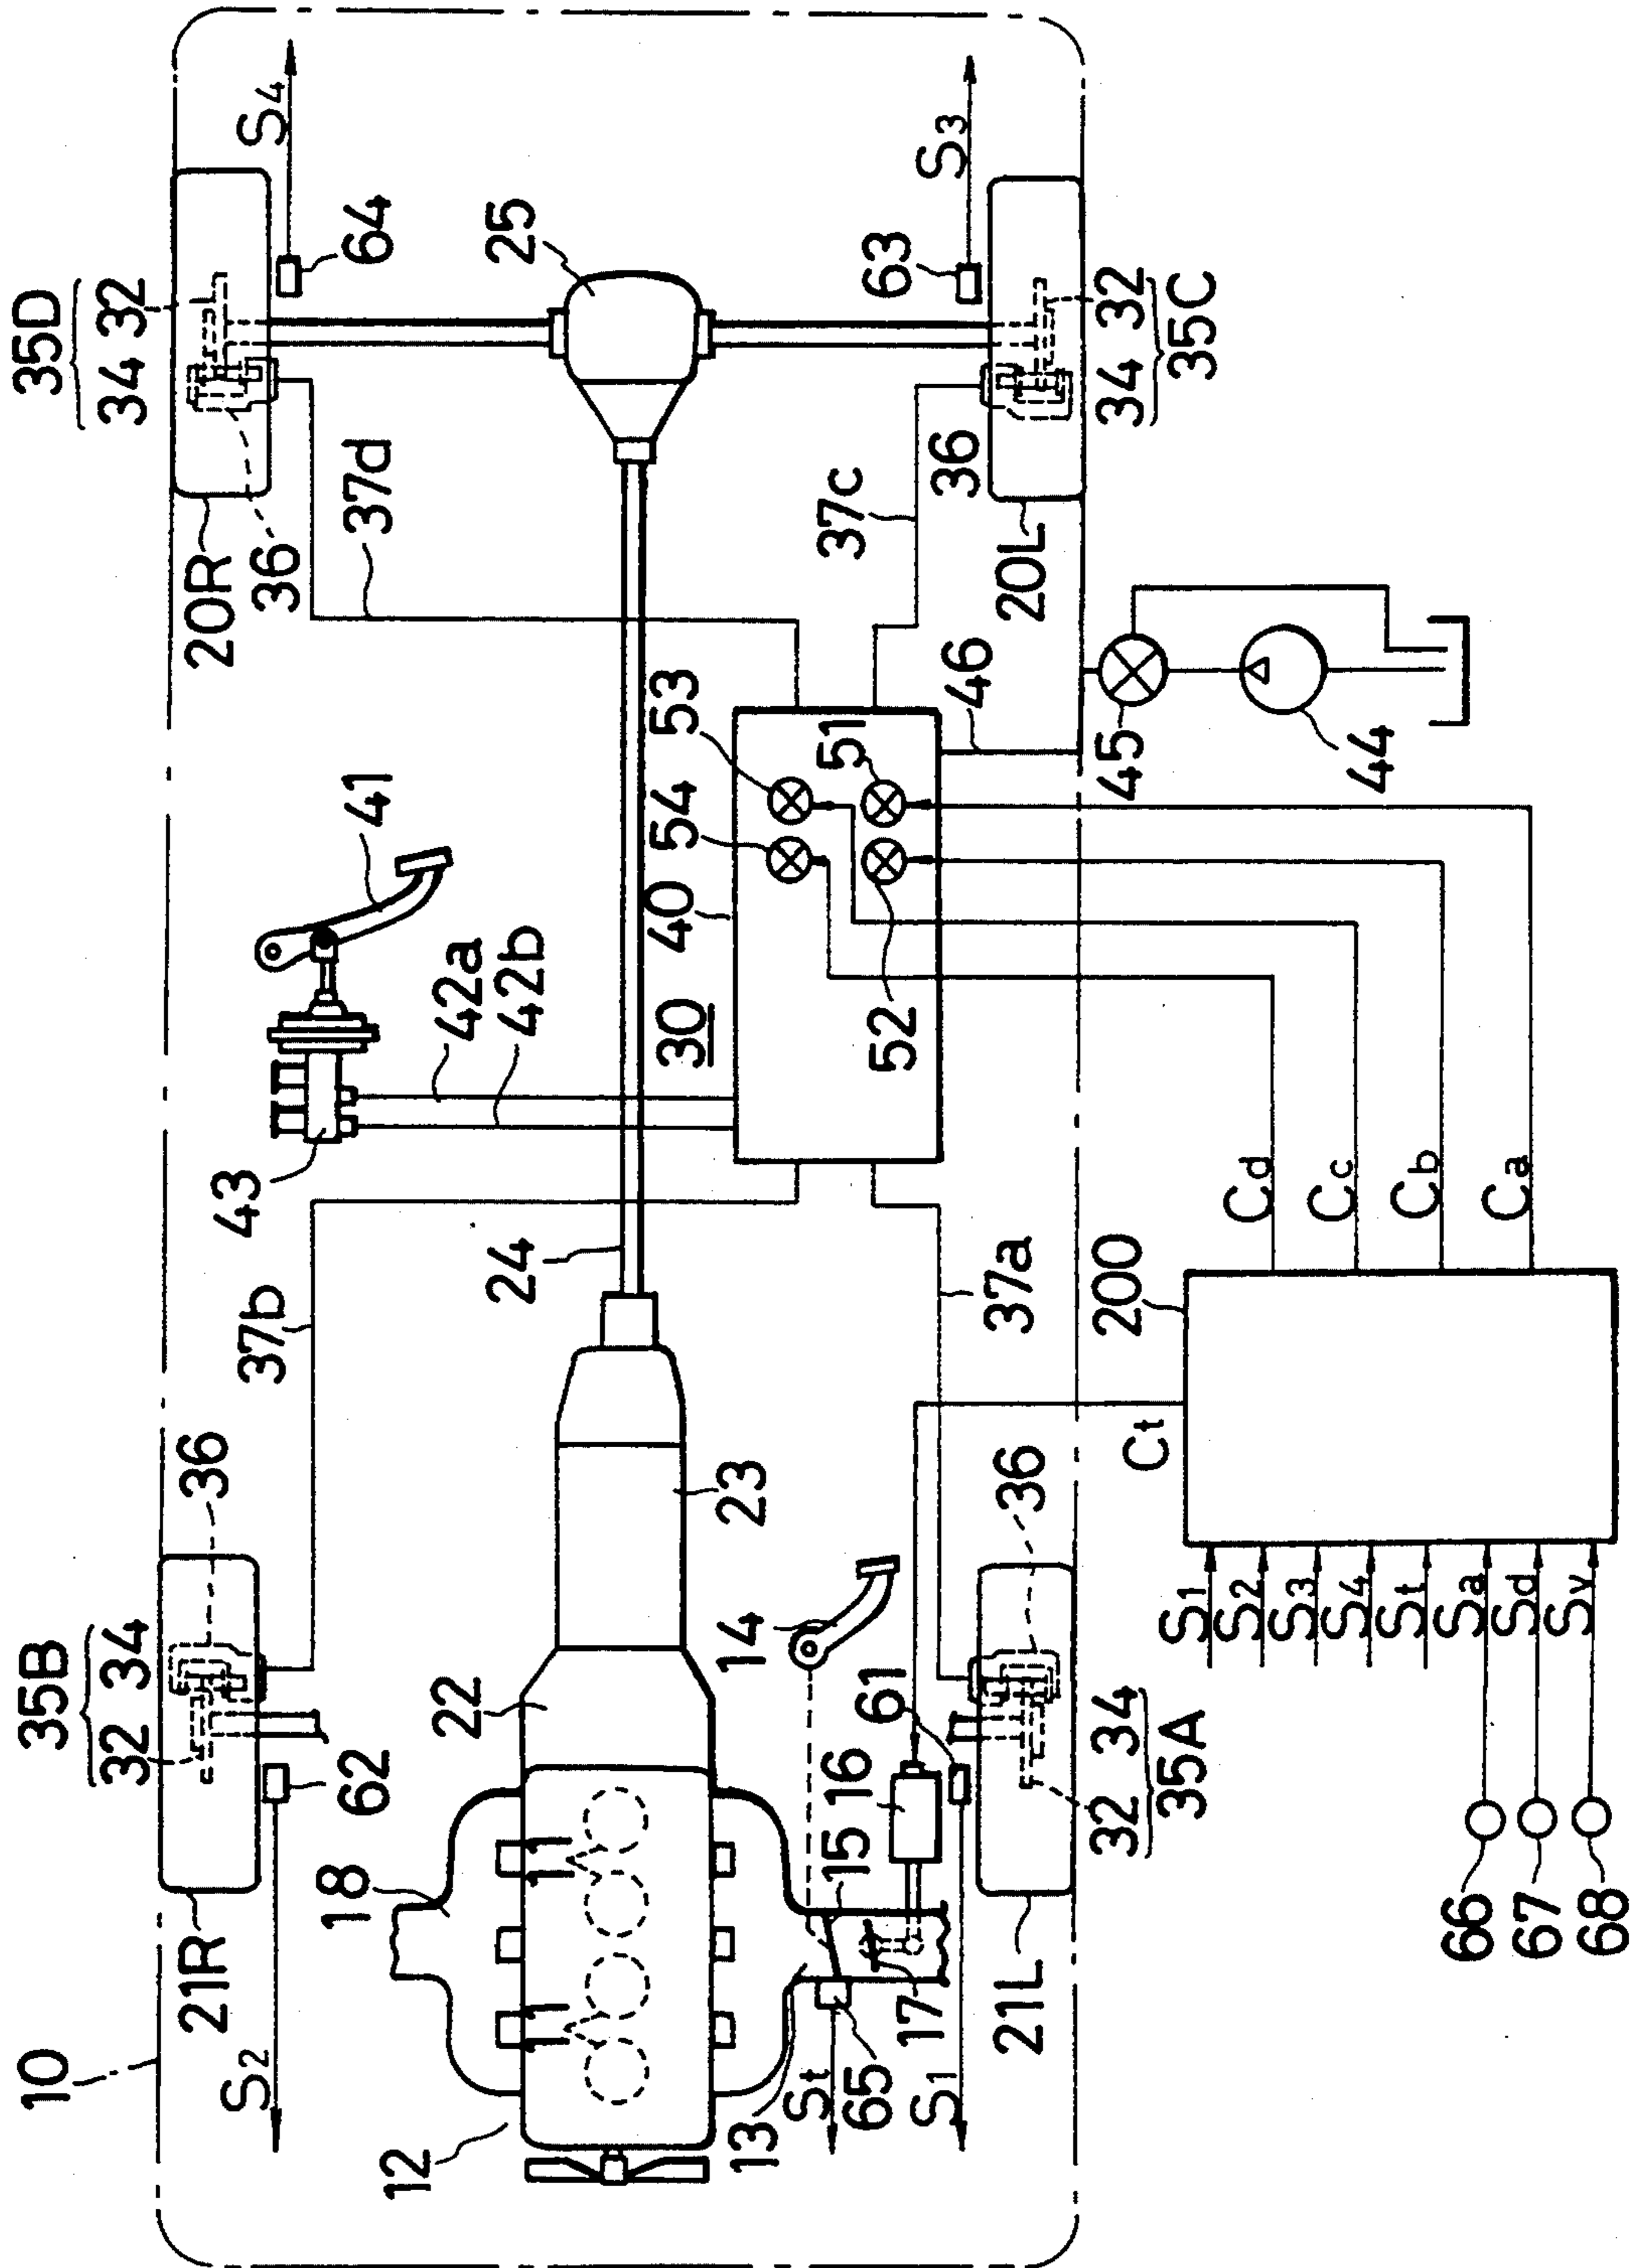 10
35B
32 34
35D
34 32
21R
S2
37b
36
20R
S4
43
36
62
18
41
37d
64
12
22
24
42a
42b
25
30
40
54
53
23
14
13
St
65
15
16
61
17
S1
52
51
37c
63
S3
36
46
21L
37a
36
20L
32 34
35A
Ct
200
45
34 32
35C
S1
S2
S3
S4
St
Sa
Sd
Sv
Cd
Cc
Cb
Ca
44
66
67
68